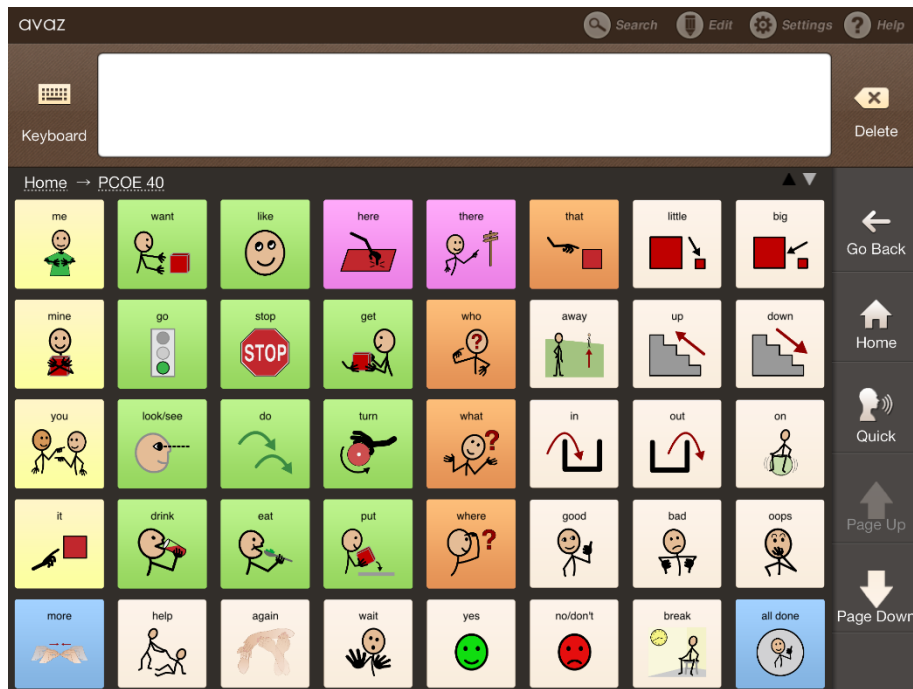 avaz Search Edit Settings ? Help
Keyboard Delete
Home → PCOE 40
me want like here there that little big
Go Back
mine go stop get who away up down
STOP ?
Home
you look/see do turn what in out on
?
Quick
it drink eat put where good bad oops
?
Page Up
more help again wait yes no/don't break all done
Page Down